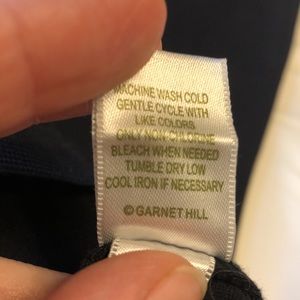 MACHINE WASH COLD
GENTLE CYCLE WITH
LIKE COLORS
ONLY NON-CHLORINE
BLEACH WHEN NEEDED
TUMBLE DRY LOW
COOL IRON IF NECESSARY
© GARNET HILL